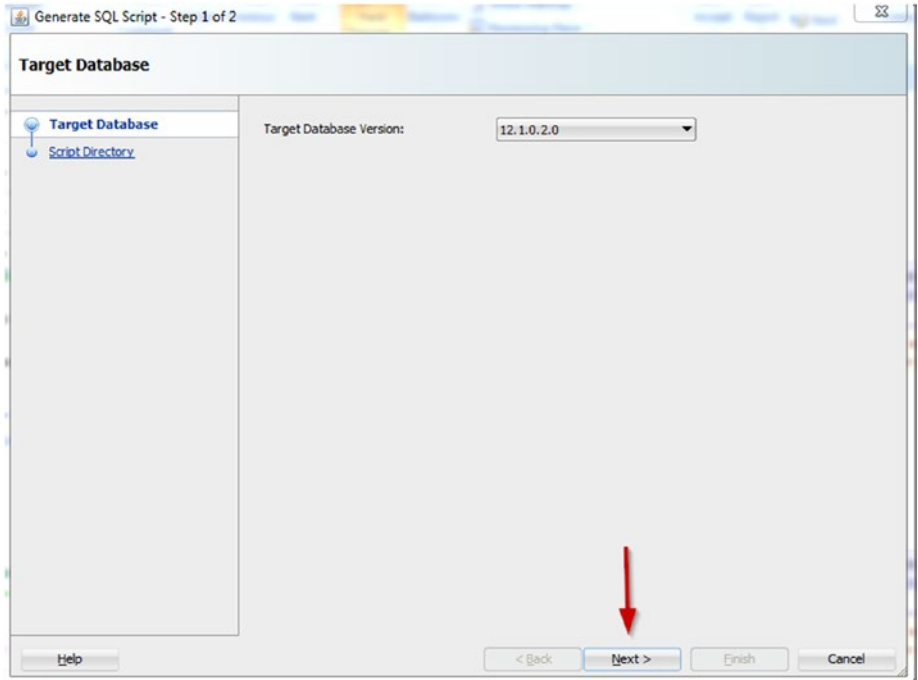 Generate SQL Script - Step 1 of 2
Target Database
Target Database
Script Directory
Target Database Version: 12.1.0.2.0
Help < Back Next > Finish Cancel